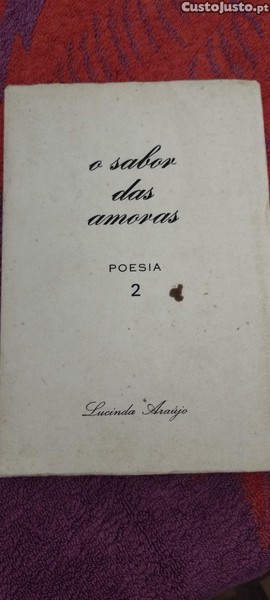 CustoJusto.pt
o sabor
das
amoras
POESIA
2
Lucinda Araújo